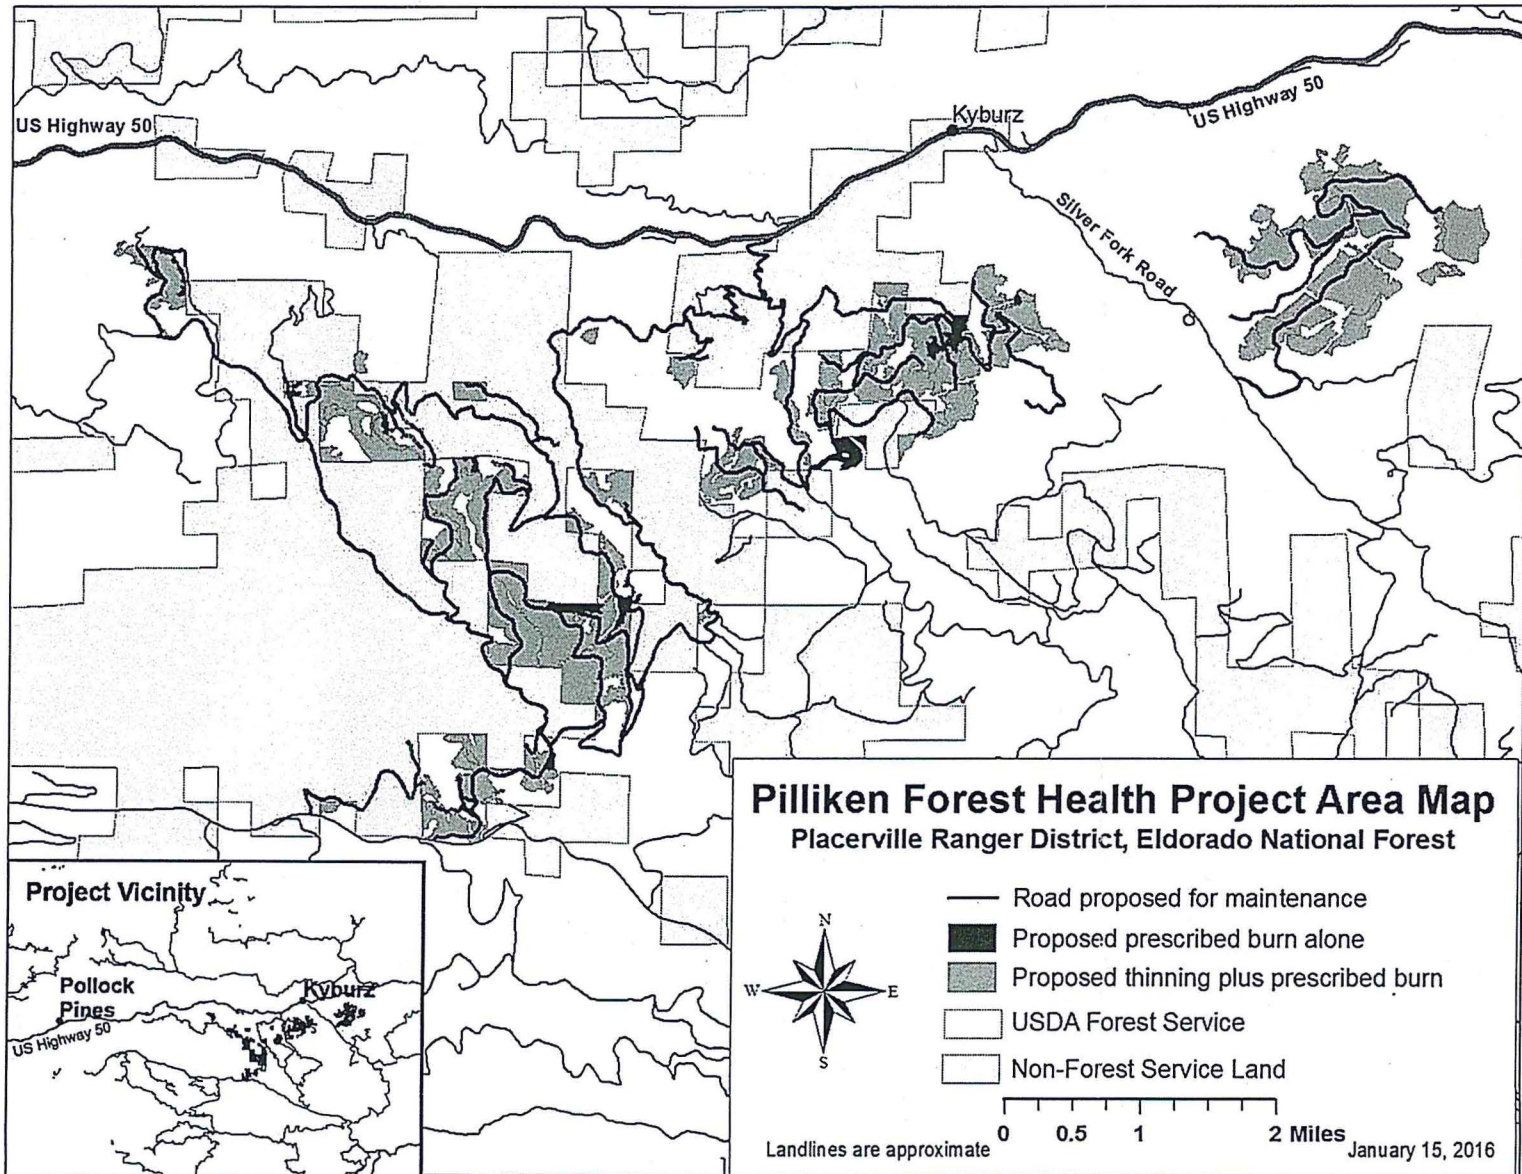 US Highway 50
Kyburz
US Highway 50
Silver Fork Road
Pilliken Forest Health Project Area Map
Placerville Ranger District, Eldorado National Forest
Road proposed for maintenance
Proposed prescribed burn alone
Proposed thinning plus prescribed burn
USDA Forest Service
Non-Forest Service Land
N
W
E
S
0 0.5 1 2 Miles
Landlines are approximate
January 15, 2016
Project Vicinity
Pollock
Pines
Kyburz
US Highway 50